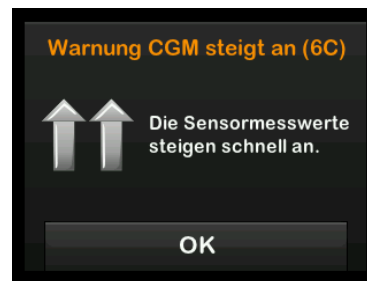 Warnung CGM steigt an (6C)
Die Sensormesswerte
steigen schnell an.
OK